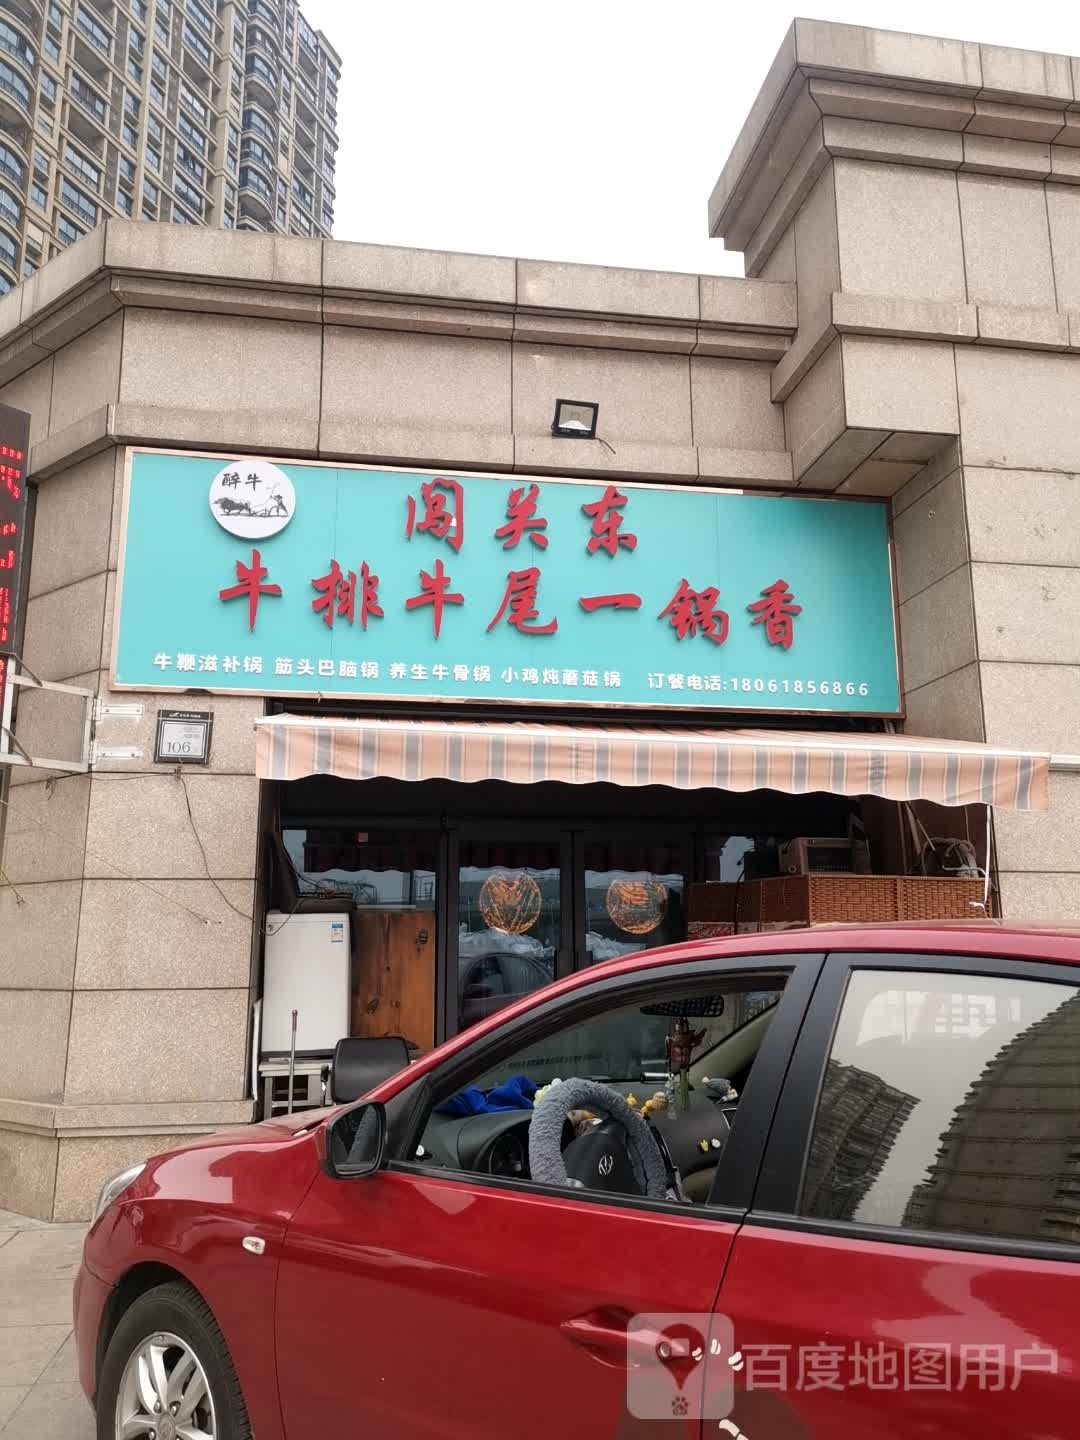 醉牛
闯关东
牛排牛尾一锅香
牛鞭滋补锅 筋头巴脑锅 养生牛骨锅 小鸡炖蘑菇锅 订餐电话:18061856866
106
百度地图用户